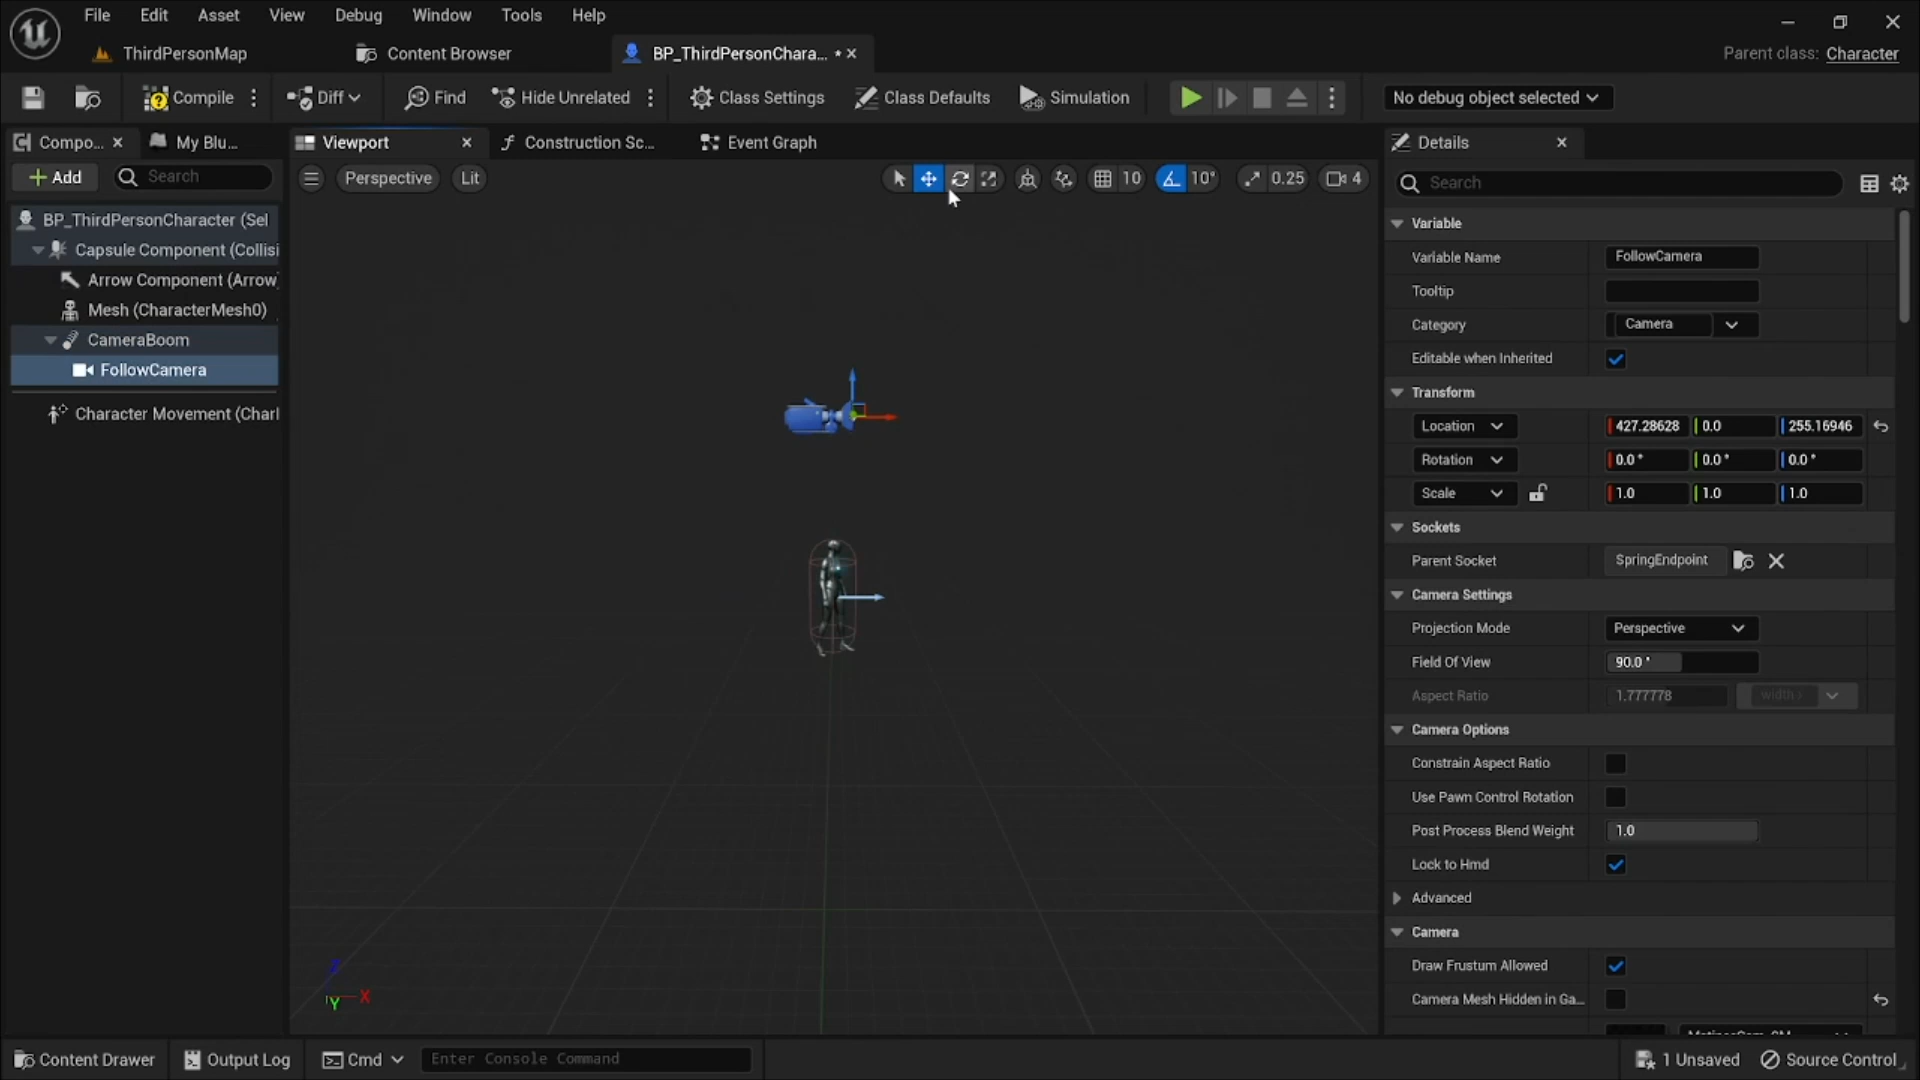 File Edit Asset View Debug Window Tools Help
ThirdPersonMap Content Browser BP_ThirdPersonChara... * Parent class: Character
Compile Diff Find Hide Unrelated Class Settings Class Defaults Simulation No debug object selected
Compo... My Blu... Viewport Construction Sc... Event Graph Details
+ Add Search Perspective Lit 10 10° 0.25 4 Search
BP_ThirdPersonCharacter (Sel
Capsule Component (Collisi
Arrow Component (Arrow)
Mesh (CharacterMesh0)
CameraBoom
FollowCamera
Character Movement (Charl
Z
Y X
Variable
Variable Name FollowCamera
Tooltip
Category Camera
Editable when Inherited
Transform
Location 427.28628 0.0 255.16946
Rotation 0.0 ° 0.0 ° 0.0 °
Scale 1.0 1.0 1.0
Sockets
Parent Socket SpringEndpoint
Camera Settings
Projection Mode Perspective
Field Of View 90.0 °
Aspect Ratio 1.777778
Camera Options
Constrain Aspect Ratio
Use Pawn Control Rotation
Post Process Blend Weight 1.0
Lock to Hmd
Advanced
Camera
Draw Frustum Allowed
Camera Mesh Hidden in Ga...
Content Drawer Output Log Cmd Enter Console Command 1 Unsaved Source Control